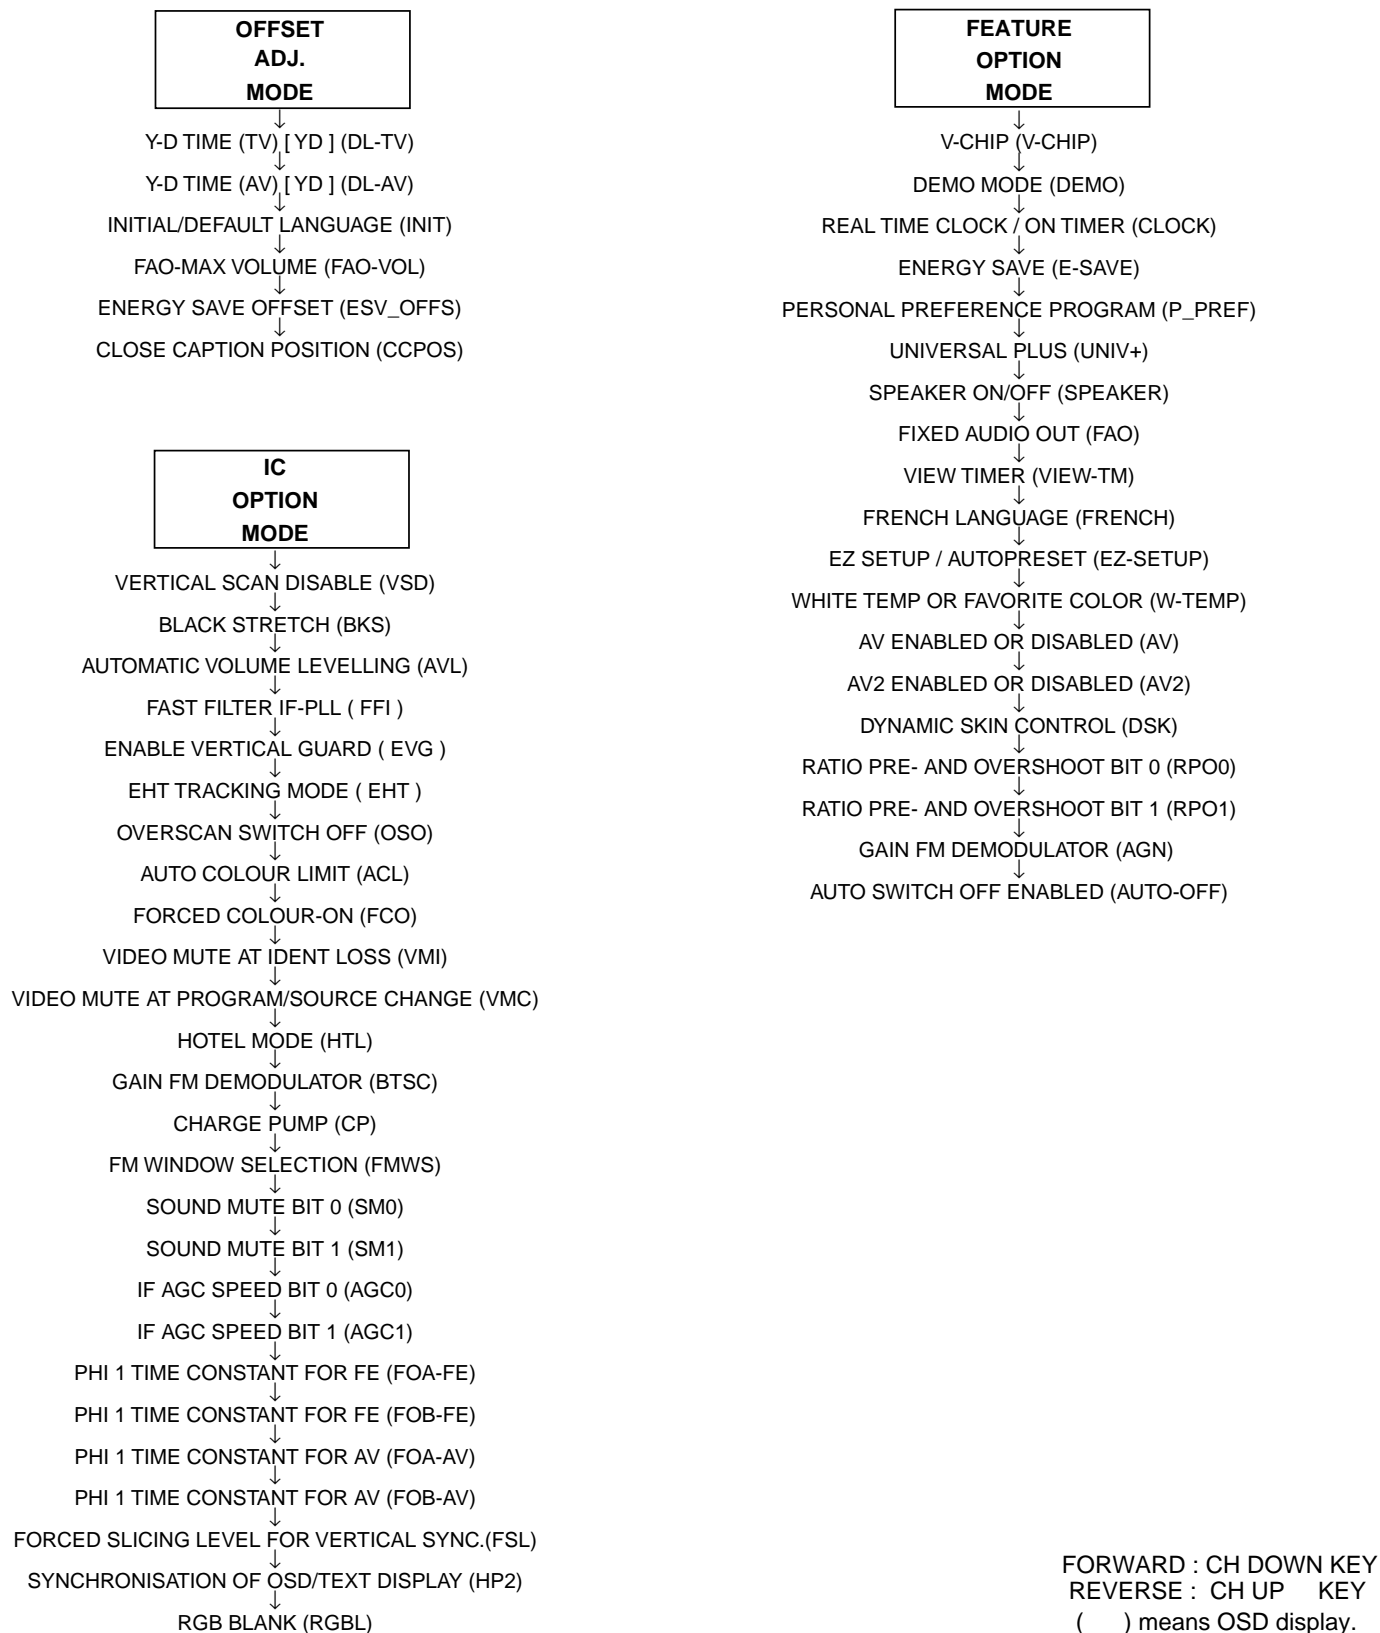 OFFSET
ADJ.
MODE
Y-D TIME (TV) [ YD ] (DL-TV)
Y-D TIME (AV) [ YD ] (DL-AV)
INITIAL/DEFAULT LANGUAGE (INIT)
FAO-MAX VOLUME (FAO-VOL)
ENERGY SAVE OFFSET (ESV_OFFS)
CLOSE CAPTION POSITION (CCPOS)
IC
OPTION
MODE
VERTICAL SCAN DISABLE (VSD)
BLACK STRETCH (BKS)
AUTOMATIC VOLUME LEVELLING (AVL)
FAST FILTER IF-PLL ( FFI )
ENABLE VERTICAL GUARD ( EVG )
EHT TRACKING MODE ( EHT )
OVERSCAN SWITCH OFF (OSO)
AUTO COLOUR LIMIT (ACL)
FORCED COLOUR-ON (FCO)
VIDEO MUTE AT IDENT LOSS (VMI)
VIDEO MUTE AT PROGRAM/SOURCE CHANGE (VMC)
HOTEL MODE (HTL)
GAIN FM DEMODULATOR (BTSC)
CHARGE PUMP (CP)
FM WINDOW SELECTION (FMWS)
SOUND MUTE BIT 0 (SM0)
SOUND MUTE BIT 1 (SM1)
IF AGC SPEED BIT 0 (AGC0)
IF AGC SPEED BIT 1 (AGC1)
PHI 1 TIME CONSTANT FOR FE (FOA-FE)
PHI 1 TIME CONSTANT FOR FE (FOB-FE)
PHI 1 TIME CONSTANT FOR AV (FOA-AV)
PHI 1 TIME CONSTANT FOR AV (FOB-AV)
FORCED SLICING LEVEL FOR VERTICAL SYNC.(FSL)
SYNCHRONISATION OF OSD/TEXT DISPLAY (HP2)
RGB BLANK (RGBL)
FEATURE
OPTION
MODE
V-CHIP (V-CHIP)
DEMO MODE (DEMO)
REAL TIME CLOCK / ON TIMER (CLOCK)
ENERGY SAVE (E-SAVE)
PERSONAL PREFERENCE PROGRAM (P_PREF)
UNIVERSAL PLUS (UNIV+)
SPEAKER ON/OFF (SPEAKER)
FIXED AUDIO OUT (FAO)
VIEW TIMER (VIEW-TM)
FRENCH LANGUAGE (FRENCH)
EZ SETUP / AUTOPRESET (EZ-SETUP)
WHITE TEMP OR FAVORITE COLOR (W-TEMP)
AV ENABLED OR DISABLED (AV)
AV2 ENABLED OR DISABLED (AV2)
DYNAMIC SKIN CONTROL (DSK)
RATIO PRE- AND OVERSHOOT BIT 0 (RPO0)
RATIO PRE- AND OVERSHOOT BIT 1 (RPO1)
GAIN FM DEMODULATOR (AGN)
AUTO SWITCH OFF ENABLED (AUTO-OFF)
FORWARD : CH DOWN KEY
REVERSE : CH UP KEY
( ) means OSD display.